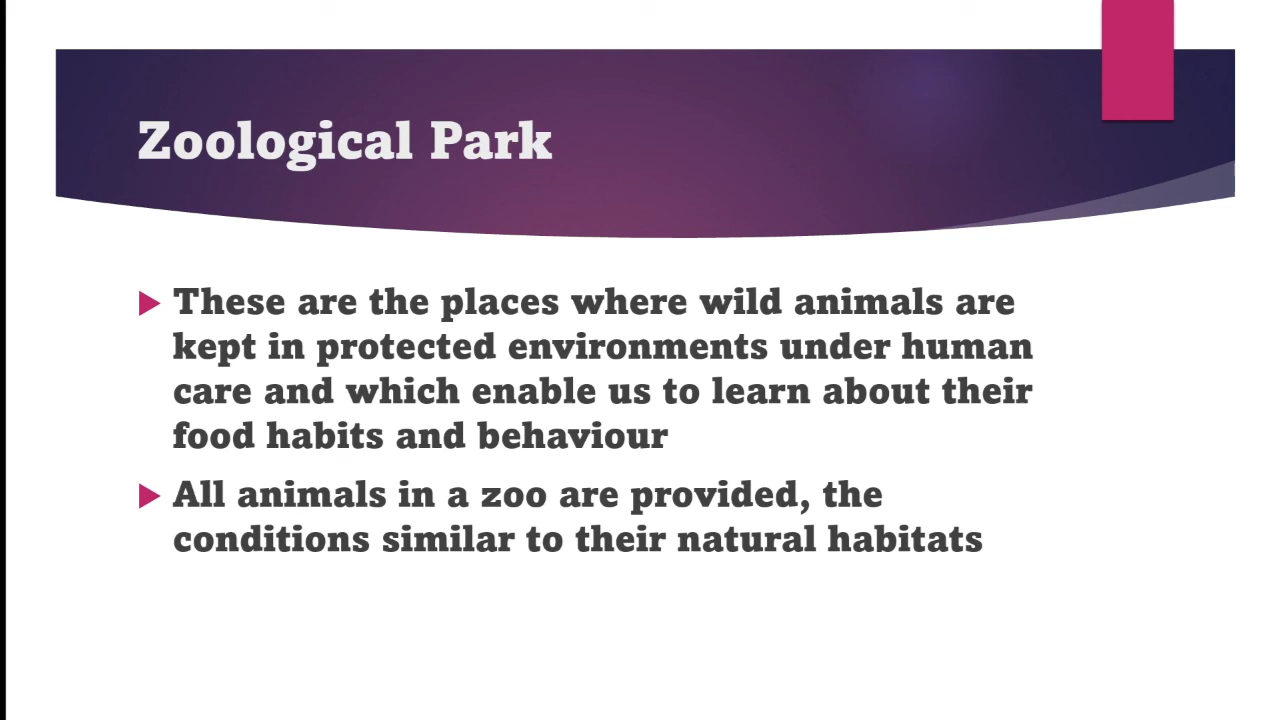 Zoological Park
These are the places where wild animals are
kept in protected environments under human
care and which enable us to learn about their
food habits and behaviour
All animals in a zoo are provided, the
conditions similar to their natural habitats